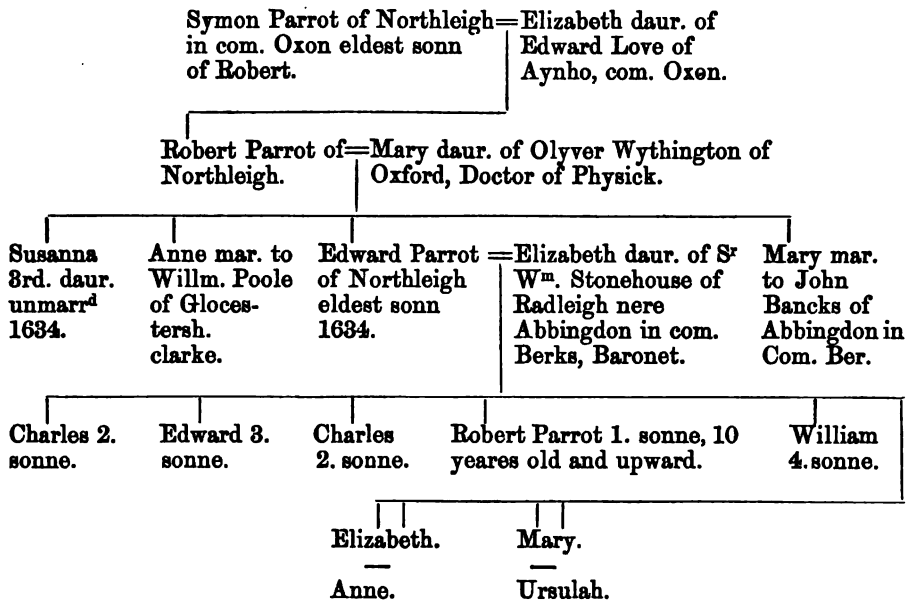 Symon Parrot of Northleigh=Elizabeth daur. of
in com. Oxon eldest sonn Edward Love of
of Robert. Aynho, com. Oxon.
Robert Parrot of=Mary daur. of Olyver Wythington of
Northleigh. Oxford, Doctor of Physick.
Susanna
3rd. daur.
unmarrᵈ
1634.
Anne mar. to
Willm. Poole
of Gloces-
tersh.
clarke.
Edward Parrot =
of Northleigh
eldest sonn
1634.
Elizabeth daur. of Sʳ
Wᵐ. Stonehouse of
Radleigh nere
Abbingdon in com.
Berks, Baronet.
Mary mar.
to John
Bancks of
Abbingdon in
Com. Ber.
Charles 2.
sonne.
Edward 3.
sonne.
Charles
2. sonne.
Robert Parrot 1. sonne, 10
yeares old and upward.
William
4. sonne.
Elizabeth. Mary.
Anne. Ursulah.